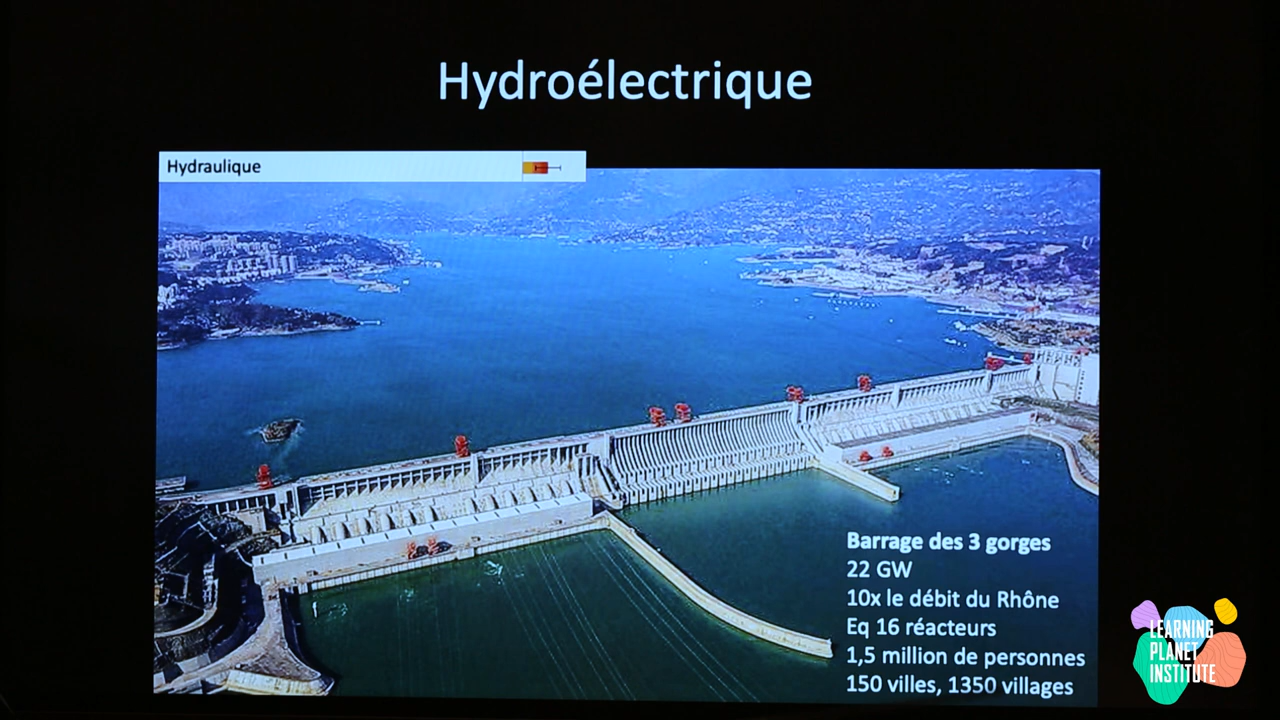 Hydroélectrique
Hydraulique
Barrage des 3 gorges
22 GW
10x le débit du Rhône
Eq 16 réacteurs
1,5 million de personnes
150 villes, 1350 villages
LEARNING
PLANET
INSTITUTE